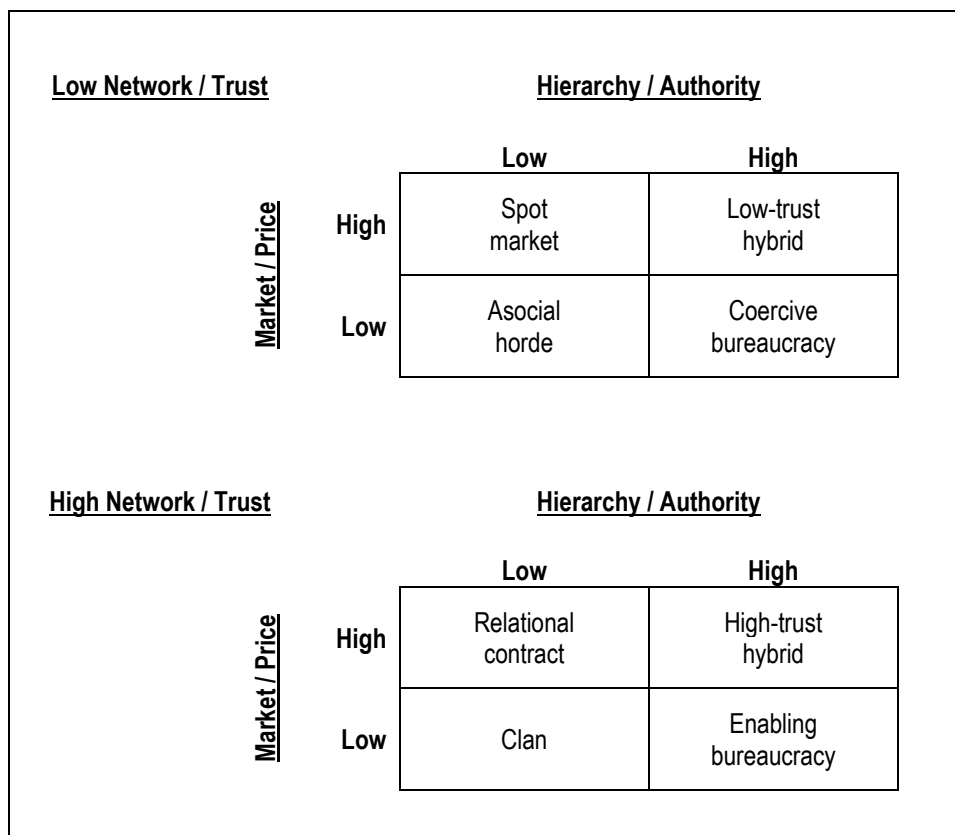 Low Network / Trust
Hierarchy / Authority
Low
High
Market / Price
High
Spot
market
Low-trust
hybrid
Low
Asocial
horde
Coercive
bureaucracy
High Network / Trust
Hierarchy / Authority
Low
High
Market / Price
High
Relational
contract
High-trust
hybrid
Low
Clan
Enabling
bureaucracy